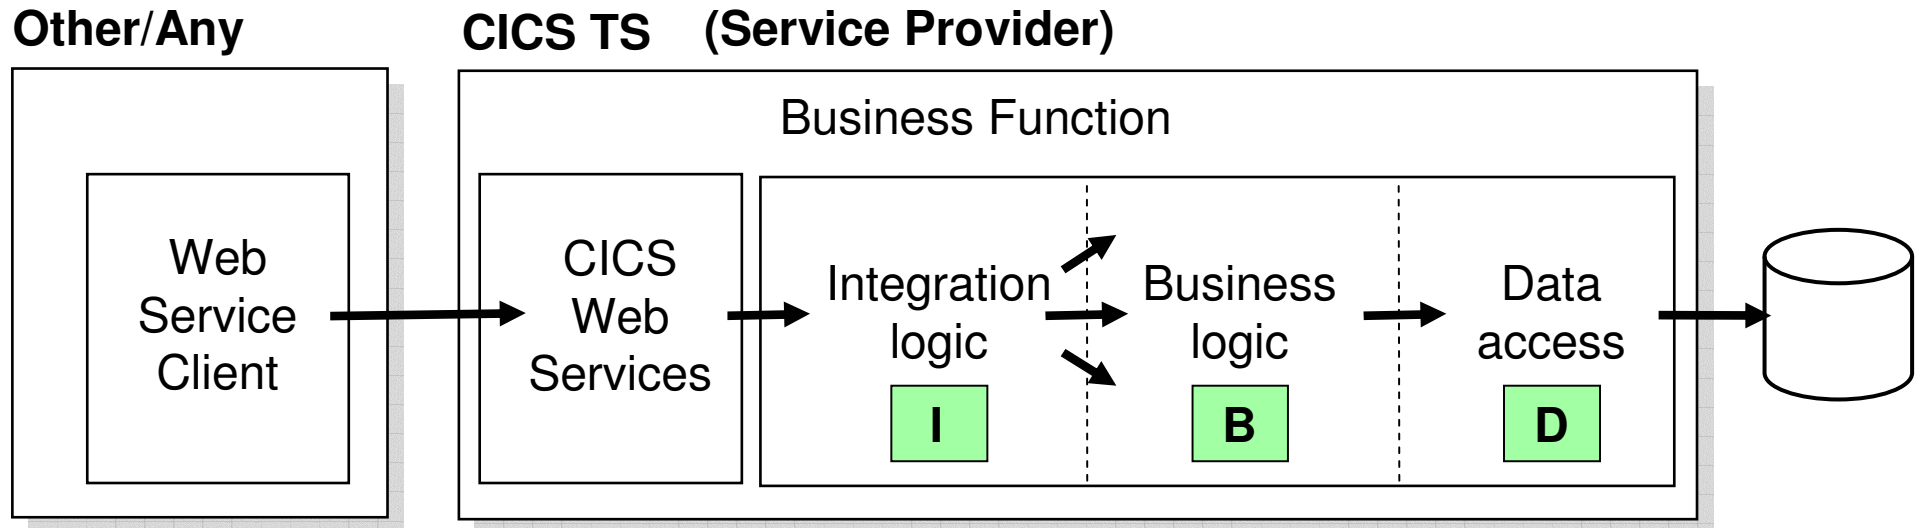 Other/Any
CICS TS (Service Provider)
Business Function
Web
Service
Client
CICS
Web
Services
Integration
logic
I
Business
logic
B
Data
access
D